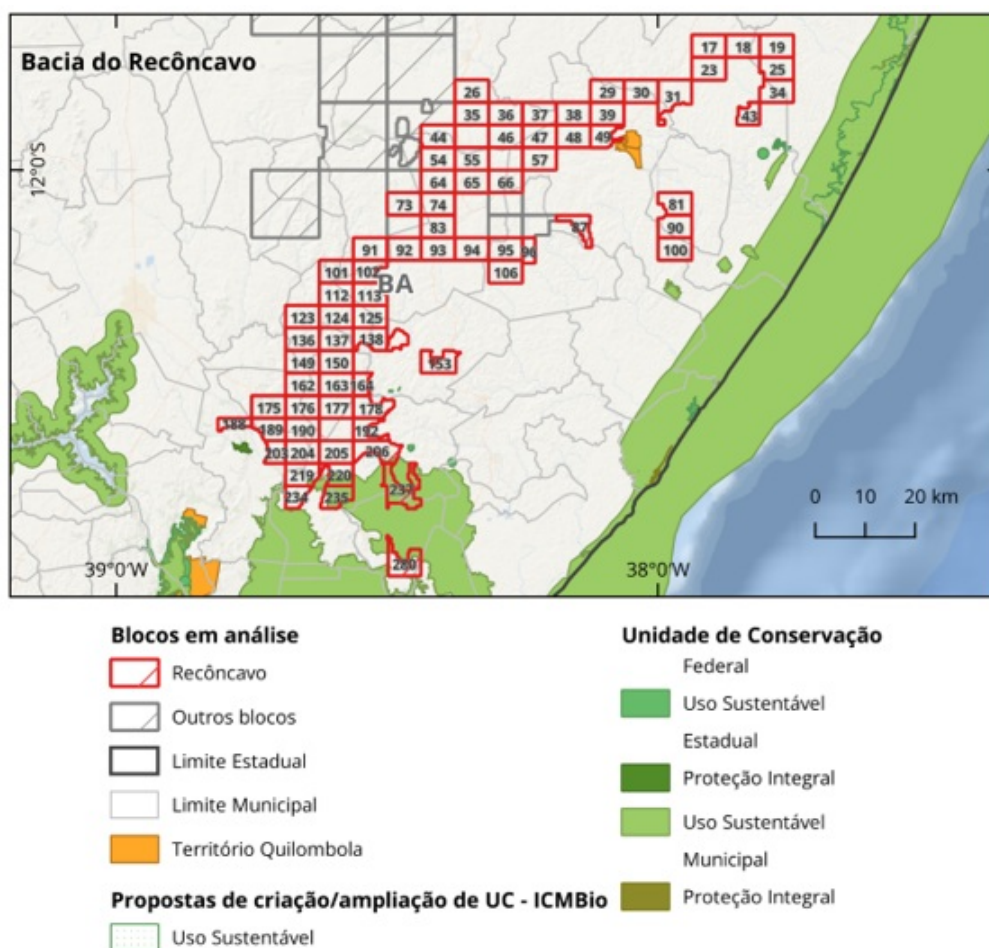 Bacia do Recôncavo
17 18 19
23 25
26 29 30 31 34
35 36 37 38 39 43
44 46 47 48 49
54 55 57
12°S
64 65 66
73 74 81
83 87 90
91 92 93 94 95 96 100
101 102 106
BA
112 113
123 124 125
136 137 138
149 150 153
162 163 164
175 176 177 178
188 189 190 192
203 204 205 206
219 220
234 235
0 10 20 km
280
39°W 38°W
Blocos em análise
Recôncavo
Outros blocos
Limite Estadual
Limite Municipal
Território Quilombola
Propostas de criação/ampliação de UC - ICMBio
Uso Sustentável
Unidade de Conservação
Federal
Uso Sustentável
Estadual
Proteção Integral
Uso Sustentável
Municipal
Proteção Integral